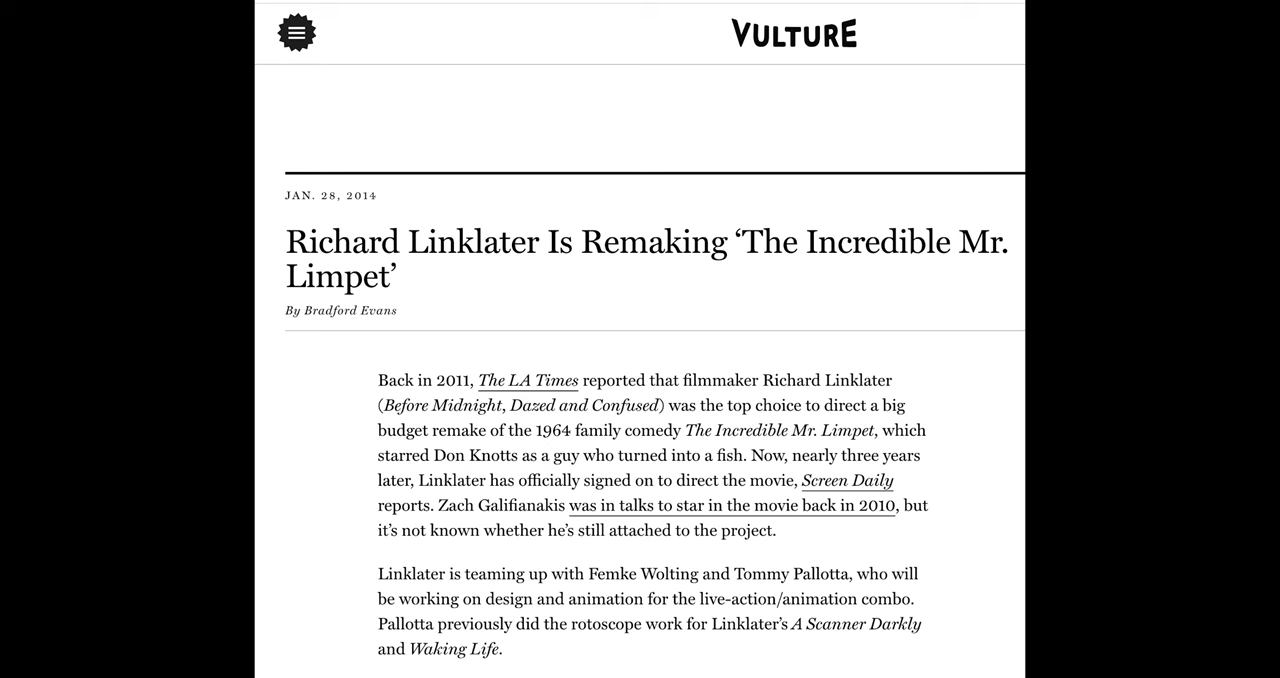 VULTURE
JAN. 28, 2014
Richard Linklater Is Remaking ‘The Incredible Mr.
Limpet’
By Bradford Evans
Back in 2011, The LA Times reported that filmmaker Richard Linklater
(Before Midnight, Dazed and Confused) was the top choice to direct a big
budget remake of the 1964 family comedy The Incredible Mr. Limpet, which
starred Don Knotts as a guy who turned into a fish. Now, nearly three years
later, Linklater has officially signed on to direct the movie, Screen Daily
reports. Zach Galifianakis was in talks to star in the movie back in 2010, but
it’s not known whether he’s still attached to the project.
Linklater is teaming up with Femke Wolting and Tommy Pallotta, who will
be working on design and animation for the live-action/animation combo.
Pallotta previously did the rotoscope work for Linklater’s A Scanner Darkly
and Waking Life.